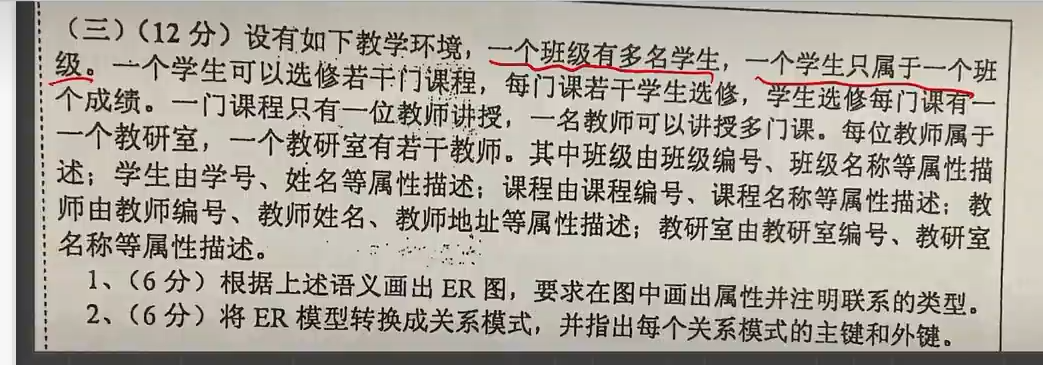 （三）（12 分）设有如下教学环境，一个班级有多名学生，一个学生只属于一个班
级。一个学生可以选修若干门课程，每门课若干学生选修，学生选修每门课有一
个成绩。一门课程只有一位教师讲授，一名教师可以讲授多门课。每位教师属于
一个教研室，一个教研室有若干教师。其中班级由班级编号、班级名称等属性描
述；学生由学号、姓名等属性描述；课程由课程编号、课程名称等属性描述；教
师由教师编号、教师姓名、教师地址等属性描述；教研室由教研室编号、教研室
名称等属性描述。
1、（6 分）根据上述语义画出 ER 图，要求在图中画出属性并注明联系的类型。
2、（6 分）将 ER 模型转换成关系模式，并指出每个关系模式的主键和外键。